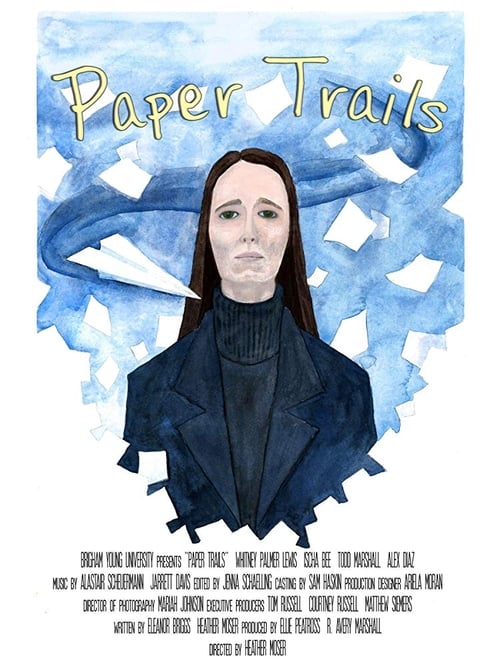 Paper Trails
BRIGHAM YOUNG UNIVERSITY PRESENTS "PAPER TRAILS" WHITNEY PALMER LEWIS ISCHA BEE TODD MARSHALL ALEX DIAZ
MUSIC BY ALASTAIR SCHEUERMANN JARRETT DAVIS EDITED BY JENNA SCHAELLING CASTING BY SAM HASKIN PRODUCTION DESIGNER ARIELA MORAN
DIRECTOR OF PHOTOGRAPHY MARIAH JOHNSON EXECUTIVE PRODUCERS TOM RUSSELL COURTNEY RUSSELL MATTHEW SIEMERS
WRITTEN BY ELEANOR BRIGGS HEATHER MOSER PRODUCED BY ELLIE PEATROSS R. AVERY MARSHALL
DIRECTED BY HEATHER MOSER